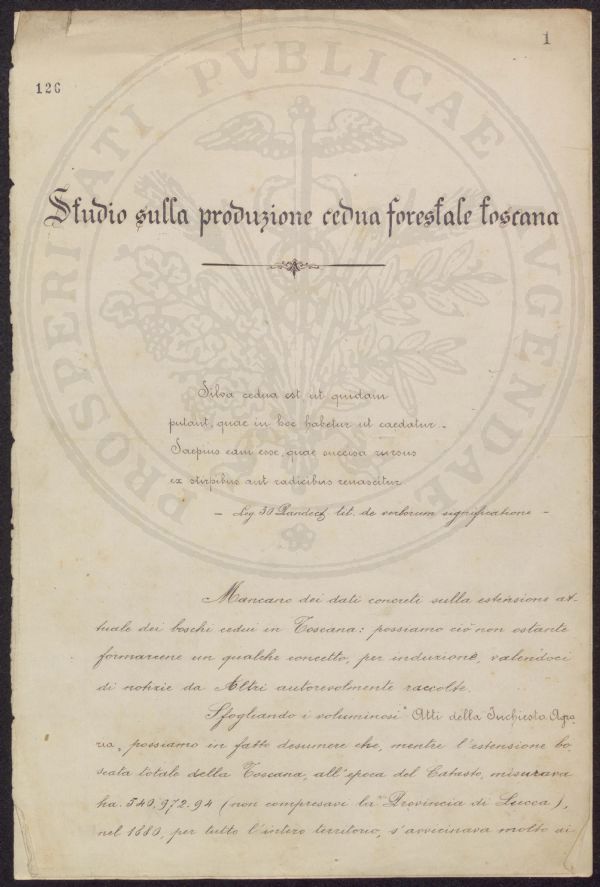 1
126
PROSPERITATI PVBLICAE AVGENDAE
Studio sulla produzione cedua forestale toscana
Silva cedua est ut quidam
putant, quae in hoc habetur ut caedatur.
Saepius eam esse, quae succisa rursus
ex stirpibus aut radicibus renascitur
- Leg. 30 Pandect tit. de verborum significatione -
Mancano dei dati concreti sulla estensione at-
tuale dei boschi cedui in Toscana: possiamo ciò non ostante
formarcene un qualche concetto, per induzione, valendoci
di notizie da Altri autorevolmente raccolte.
Sfogliando i voluminosi "Atti della Inchiesta Agra
ria" possiamo in fatto desumere che, mentre l'estensione bo
scata totale della Toscana, all'epoca del Catasto, misurava
ha. 540.972.94 (non compresavi la Provincia di Lucca),
nel 1880, per tutto l'intero territorio, s'avvicinava molto ai